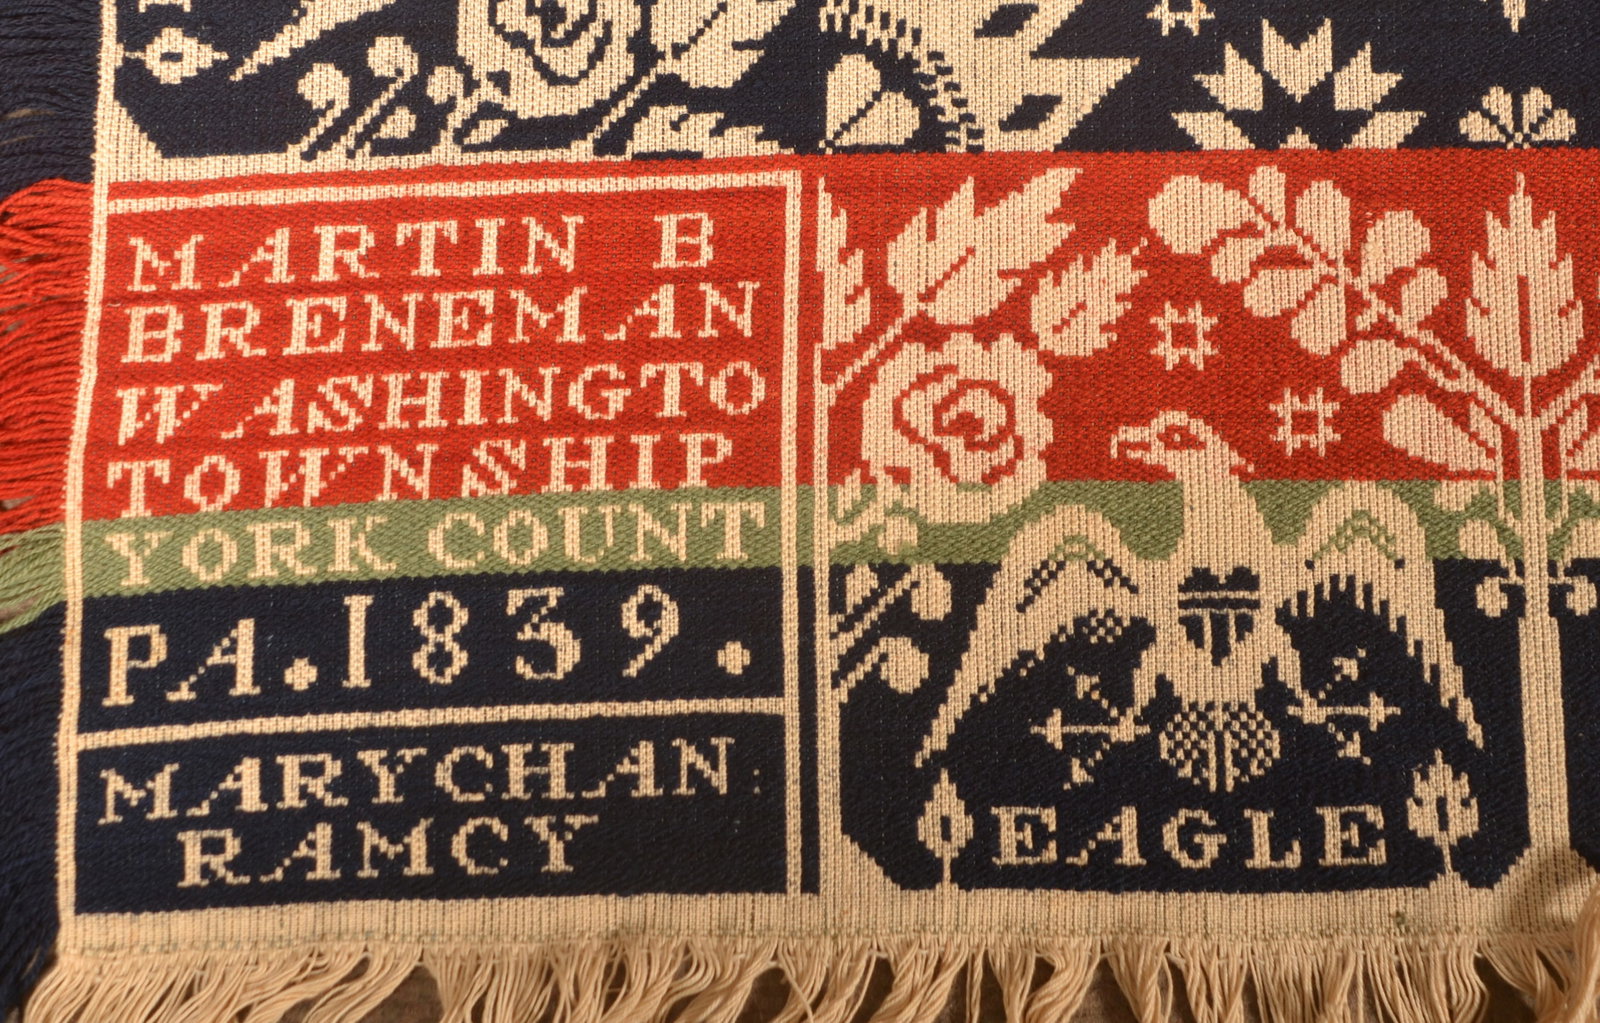 MARTIN B
BRENEMAN
WASHINGTO
TOWNSHIP
YORK COUNT
PA. 1839.
MARYCHAN.
RAMCY
EAGLE